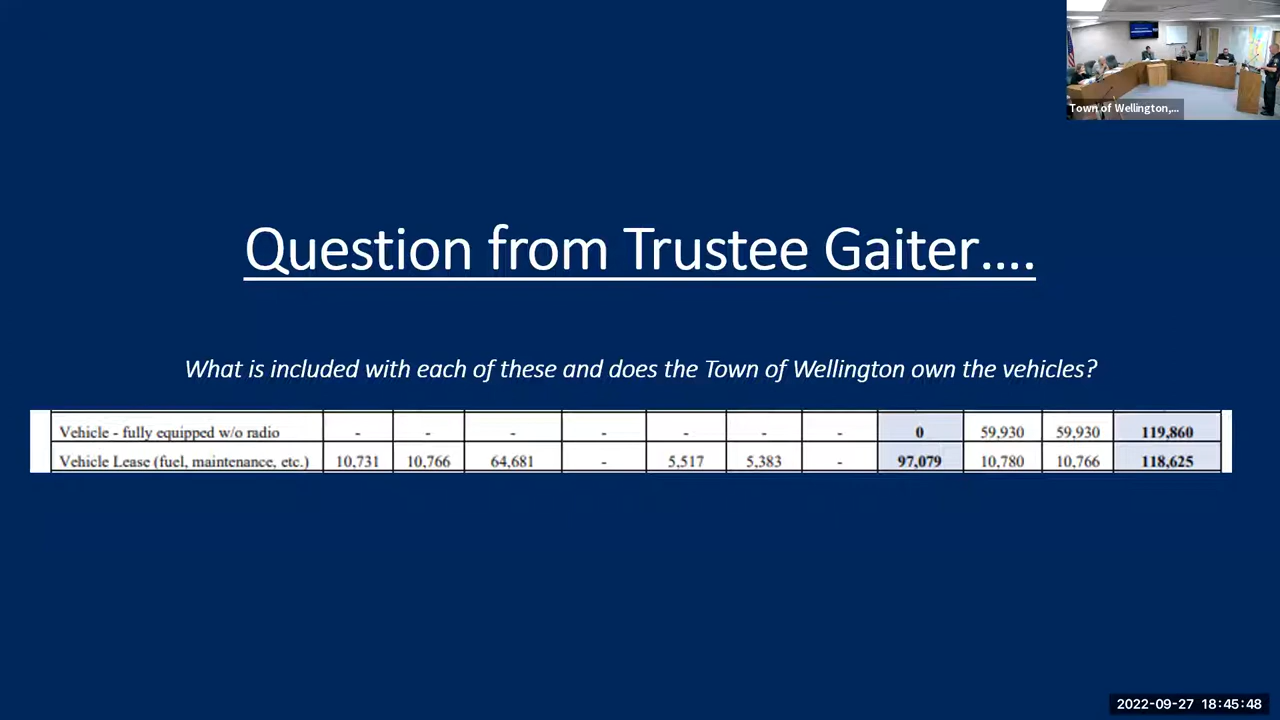 Town of Wellington,...
Question from Trustee Gaiter....
What is included with each of these and does the Town of Wellington own the vehicles?
Vehicle - fully equipped w/o radio - - - - - - - 0 59,930 59,930 119,860
Vehicle Lease (fuel, maintenance, etc.) 10,731 10,766 64,681 - 5,517 5,383 - 97,079 10,780 10,766 118,625
2022-09-27 18:45:48